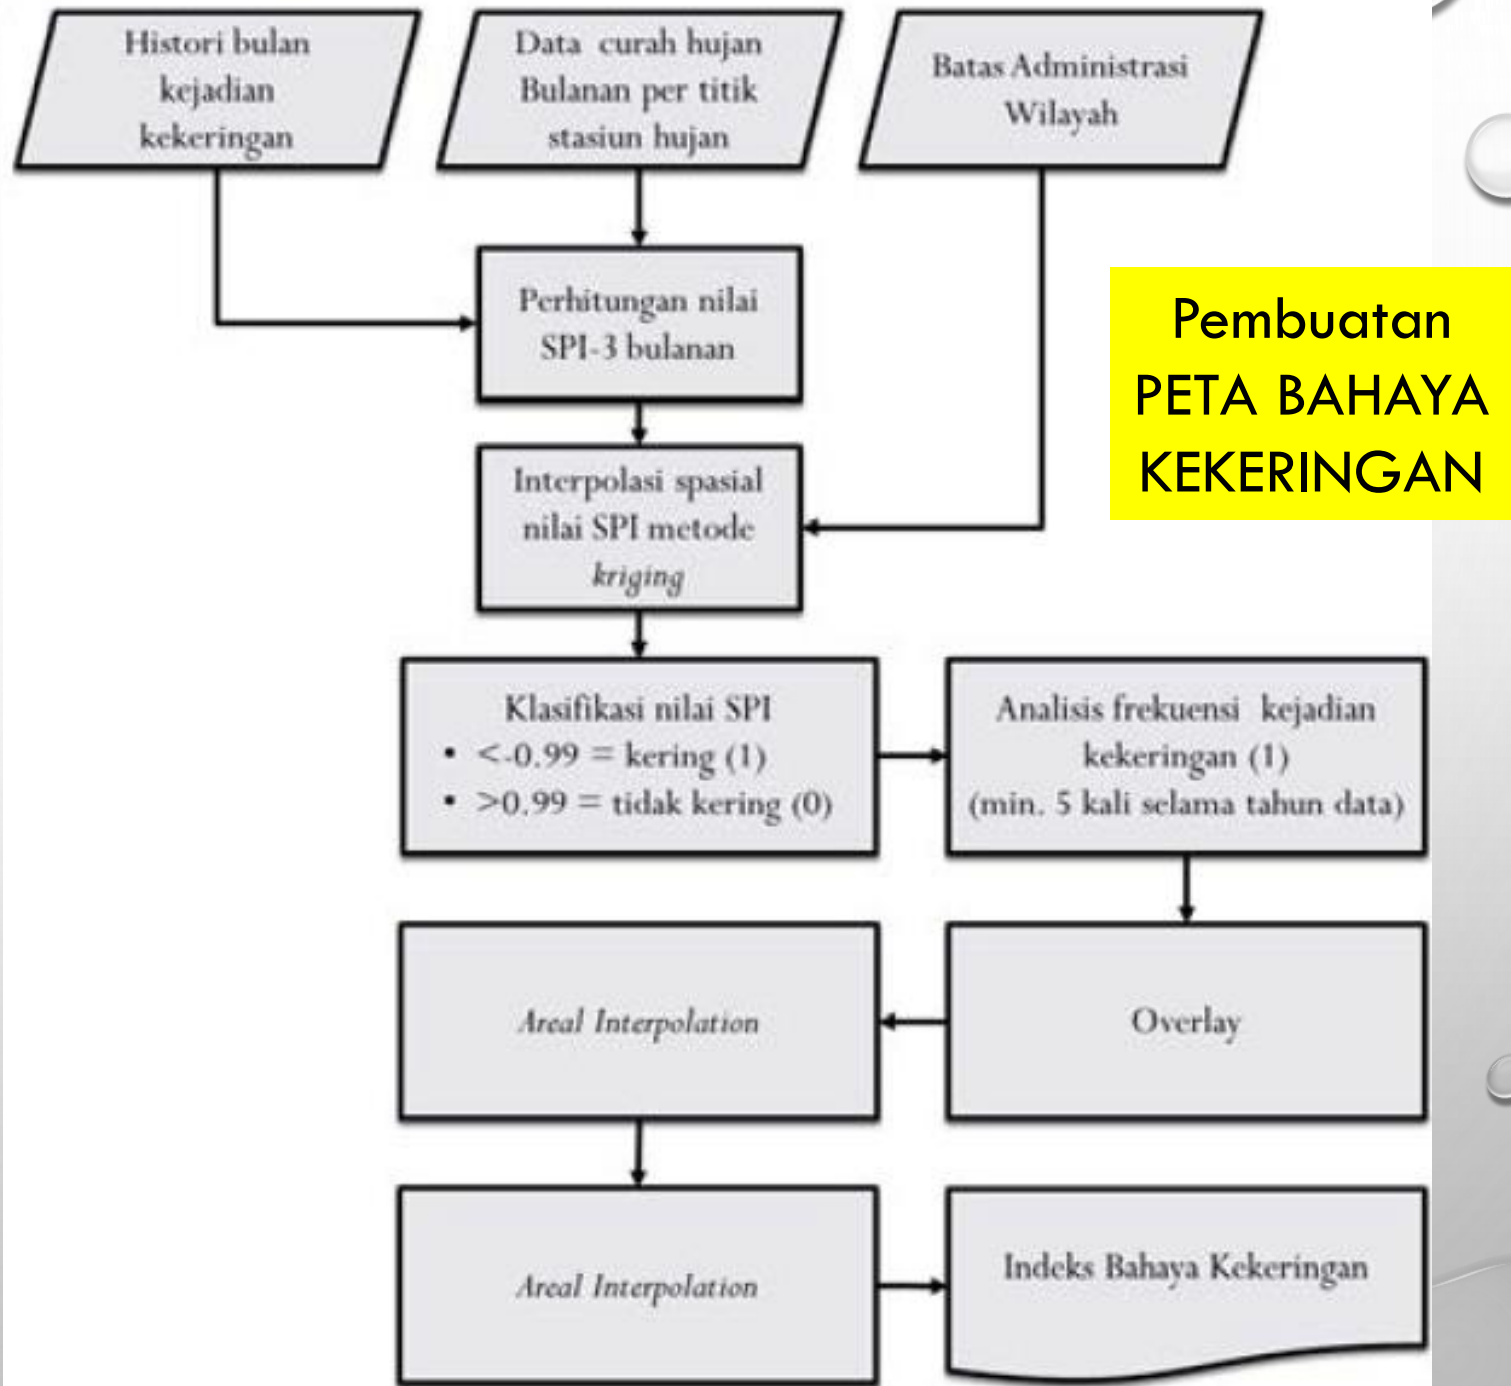 Histori bulan
kejadian
kekeringan
Data curah hujan
Bulanan per titik
stasiun hujan
Batas Administrasi
Wilayah
Perhitungan nilai
SPI-3 bulanan
Pembuatan
PETA BAHAYA
KEKERINGAN
Interpolasi spasial
nilai SPI metode
kriging
Klasifikasi nilai SPI
• <-0.99 = kering (1)
• >0.99 = tidak kering (0)
Analisis frekuensi kejadian
kekeringan (1)
(min. 5 kali selama tahun data)
Areal Interpolation
Overlay
Areal Interpolation
Indeks Bahaya Kekeringan